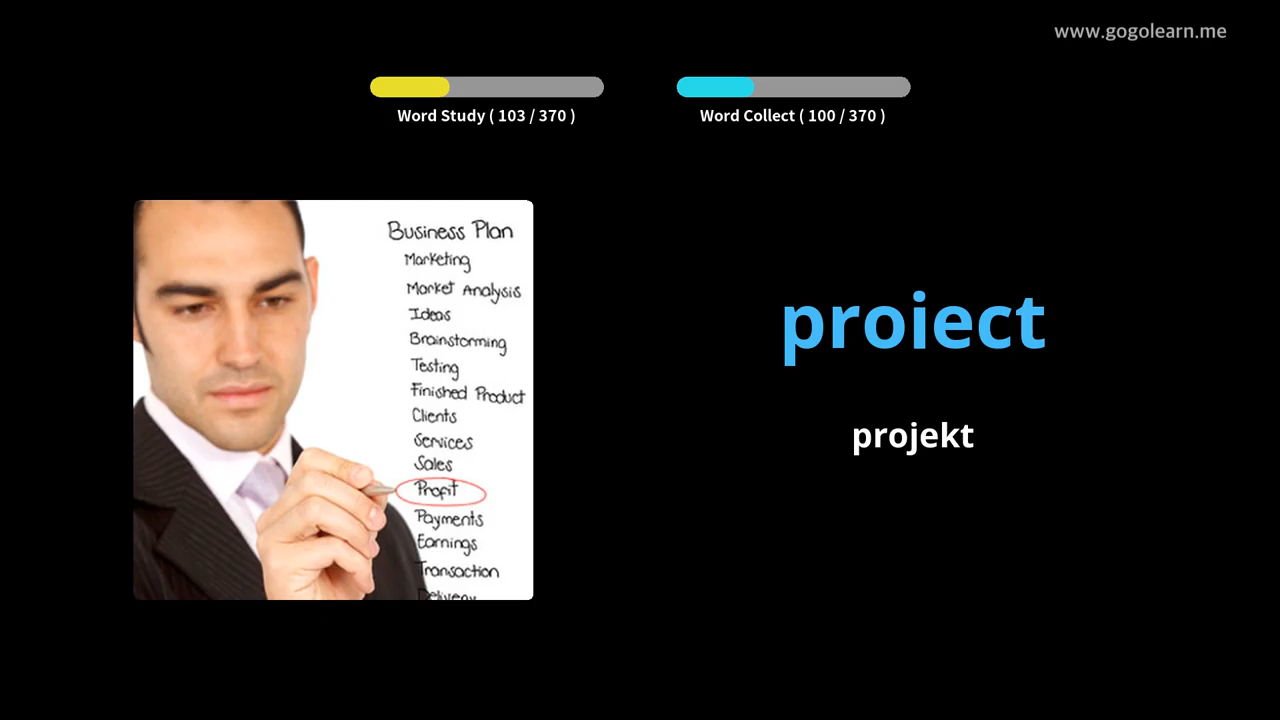 www.gogolearn.me
Word Study ( 103 / 370 )
Word Collect ( 100 / 370 )
Business Plan
Marketing
Market Analysis
Ideas
Brainstorming
Testing
Finished Product
Clients
Services
Sales
Profit
Payments
Earnings
Transaction
Delivery
proiect
projekt